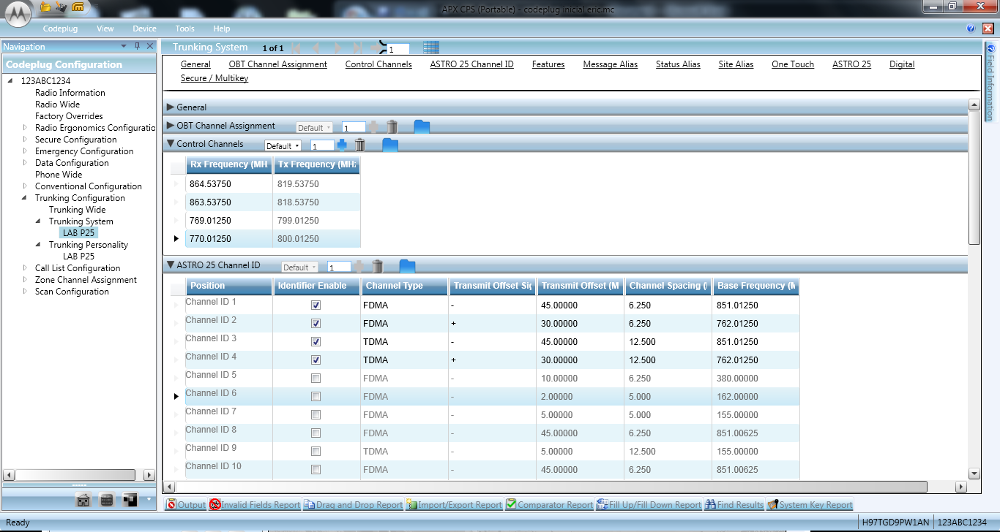 APX CPS (Portable) - codeplug inicial eric.mc
Codeplug View Device Tools Help
Navigation
Codeplug Configuration
123ABC1234
Radio Information
Radio Wide
Factory Overrides
Radio Ergonomics Configuratio
Secure Configuration
Emergency Configuration
Data Configuration
Phone Wide
Conventional Configuration
Trunking Configuration
Trunking Wide
Trunking System
LAB P25
Trunking Personality
LAB P25
Call List Configuration
Zone Channel Assignment
Scan Configuration
Trunking System 1 of 1 1
General OBT Channel Assignment Control Channels ASTRO 25 Channel ID Features Message Alias Status Alias Site Alias One Touch ASTRO 25 Digital
Secure / Multikey
General
OBT Channel Assignment Default 1
Control Channels Default 1
Rx Frequency (MH Tx Frequency (MHz
864.53750 819.53750
863.53750 818.53750
769.01250 799.01250
770.01250 800.01250
ASTRO 25 Channel ID Default 1
Position Identifier Enable Channel Type Transmit Offset Sig Transmit Offset (M Channel Spacing ( Base Frequency (M
Channel ID 1 FDMA - 45.00000 6.250 851.01250
Channel ID 2 FDMA + 30.00000 6.250 762.01250
Channel ID 3 TDMA - 45.00000 12.500 851.01250
Channel ID 4 TDMA + 30.00000 12.500 762.01250
Channel ID 5 FDMA - 10.00000 6.250 380.00000
Channel ID 6 FDMA - 2.00000 5.000 162.00000
Channel ID 7 FDMA - 5.00000 5.000 155.00000
Channel ID 8 FDMA - 45.00000 6.250 851.00625
Channel ID 9 TDMA - 5.00000 12.500 155.00000
Channel ID 10 FDMA - 45.00000 6.250 851.00625
Field Information
Output Invalid Fields Report Drag and Drop Report Import/Export Report Comparator Report Fill Up/Fill Down Report Find Results System Key Report
Ready H97TGD9PW1AN 123ABC1234